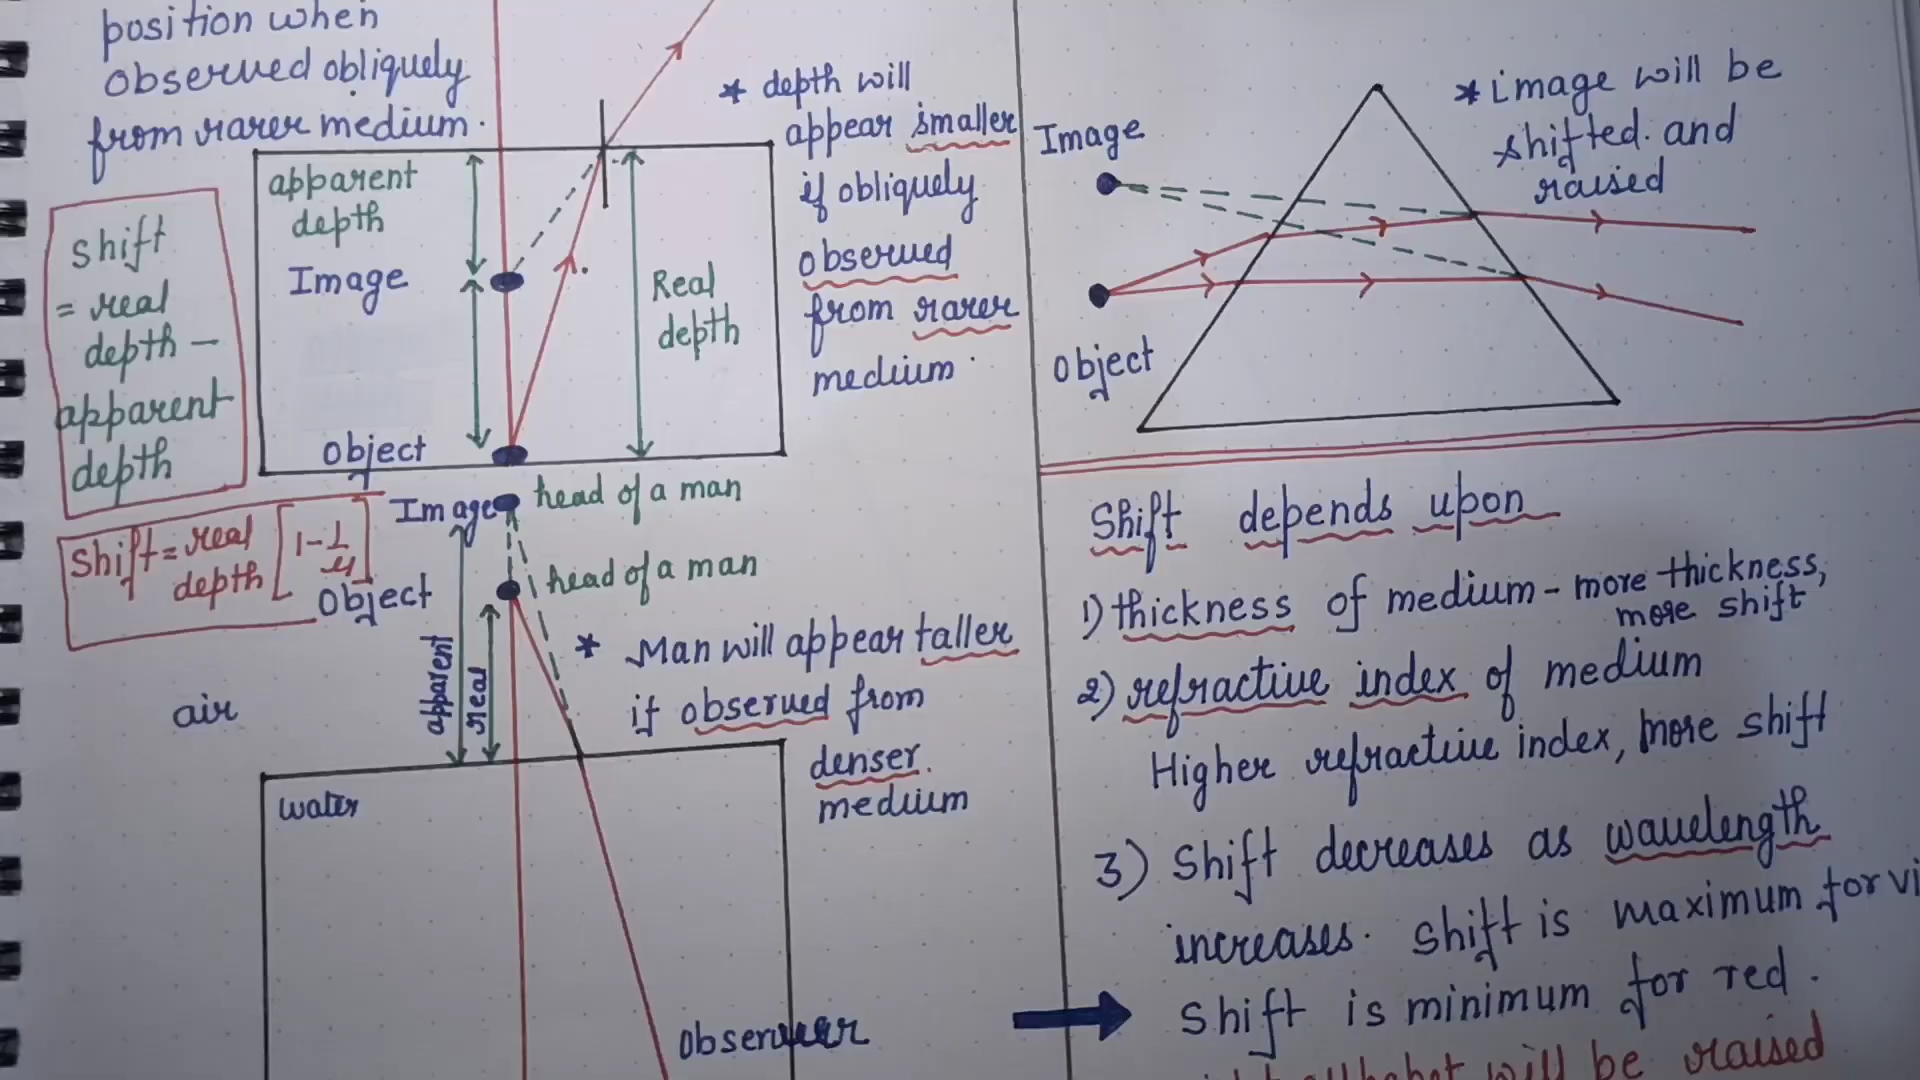 position when
observed obliquely
from rarer medium.
shift
= real
depth -
apparent
depth
Shift = real depth [1-1/μ]
apparent
depth
Image
Object
Real
depth
* depth will
appear smaller
if obliquely
observed
from rarer
medium.
Image head of a man
Object head of a man
apparent
real
* Man will appear taller
if observed from
denser
medium
air
water
Observer
Image
Object
* image will be
shifted and
raised
Shift depends upon
1) thickness of medium - more thickness,
more shift
2) refractive index of medium
Higher refractive index, more shift
3) Shift decreases as wavelength
increases. Shift is maximum for vi
Shift is minimum for red.
will be raised